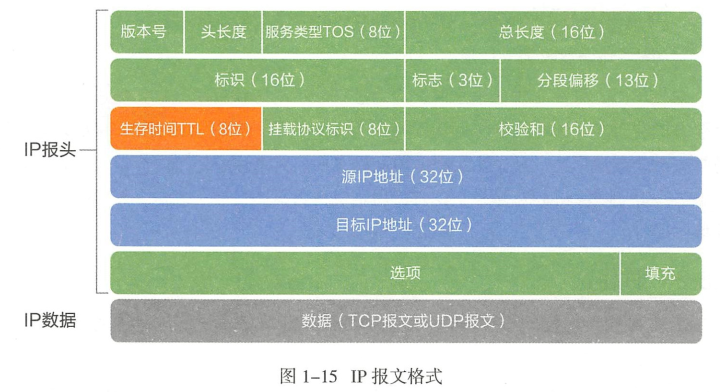 版本号 头长度 服务类型TOS（8位） 总长度（16位）
标识（16位） 标志（3位） 分段偏移（13位）
生存时间TTL（8位） 挂载协议标识（8位） 校验和（16位）
IP报头
源IP地址（32位）
目标IP地址（32位）
选项 填充
IP数据 数据（TCP报文或UDP报文）
图 1-15 IP 报文格式